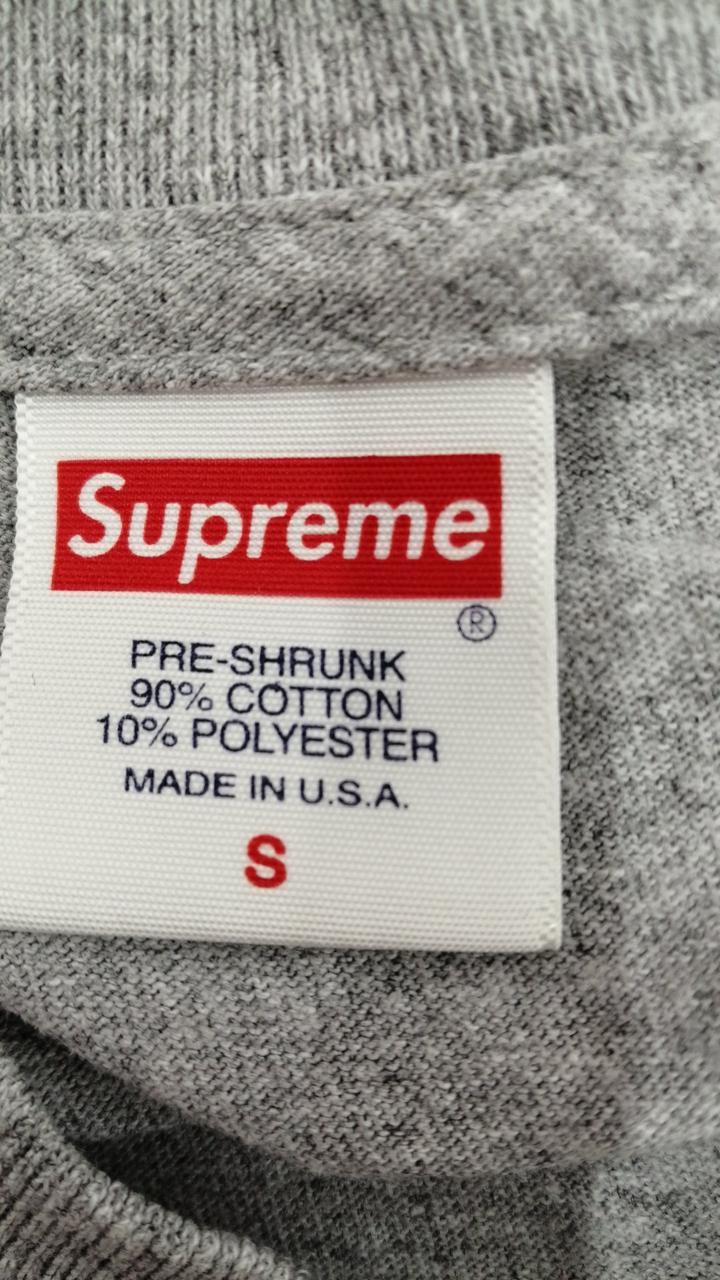 Supreme
®
PRE-SHRUNK
90% COTTON
10% POLYESTER
MADE IN U.S.A.
S